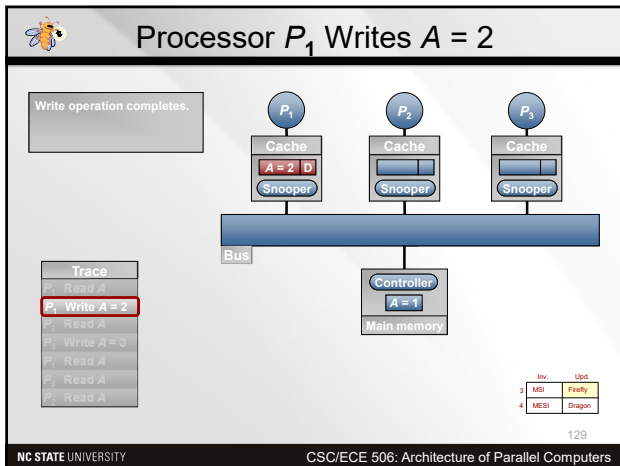 Processor P1 Writes A = 2
Write operation completes.
P1
P2
P3
Cache
Cache
Cache
A = 2 D
Snooper
Snooper
Snooper
Bus
Trace
P1 Read A
P1 Write A = 2
P3 Read A
P3 Write A = 3
P1 Read A
P3 Read A
P2 Read A
Controller
A = 1
Main memory
Inv. Upd.
3 MSI Firefly
4 MESI Dragon
129
NC STATE UNIVERSITY
CSC/ECE 506: Architecture of Parallel Computers